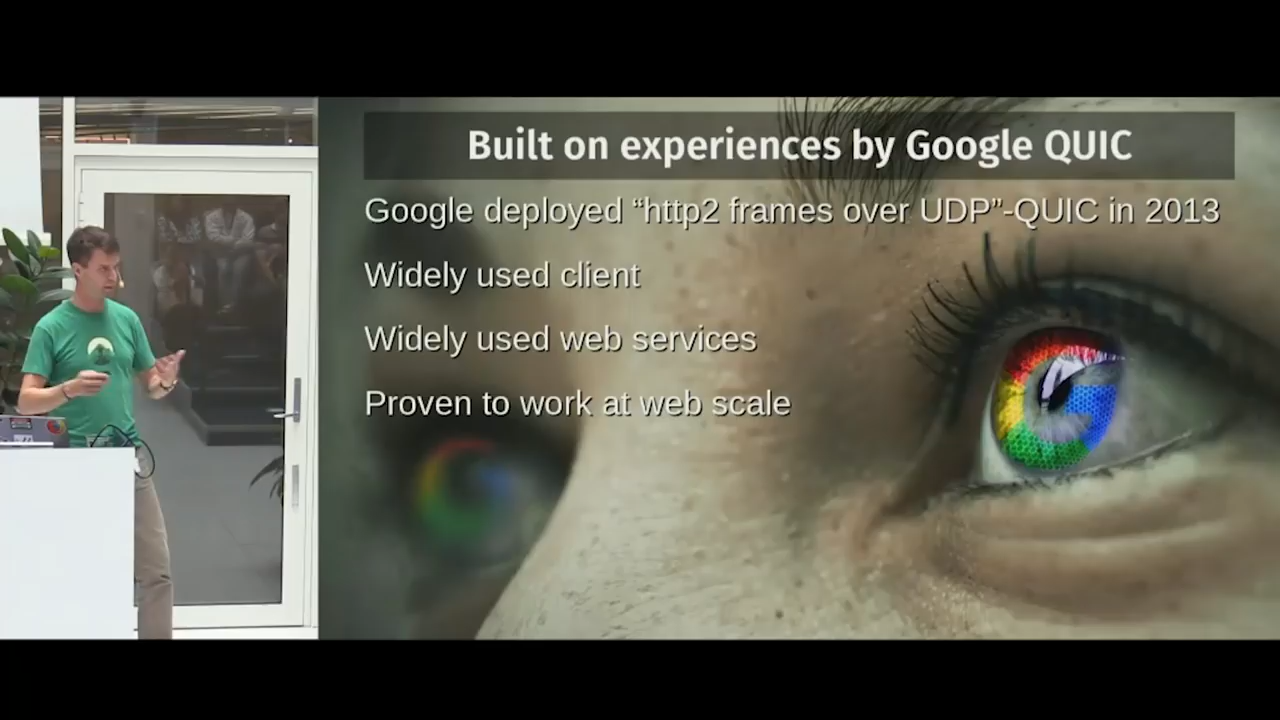 Built on experiences by Google QUIC
Google deployed “http2 frames over UDP”-QUIC in 2013
Widely used client
Widely used web services
Proven to work at web scale